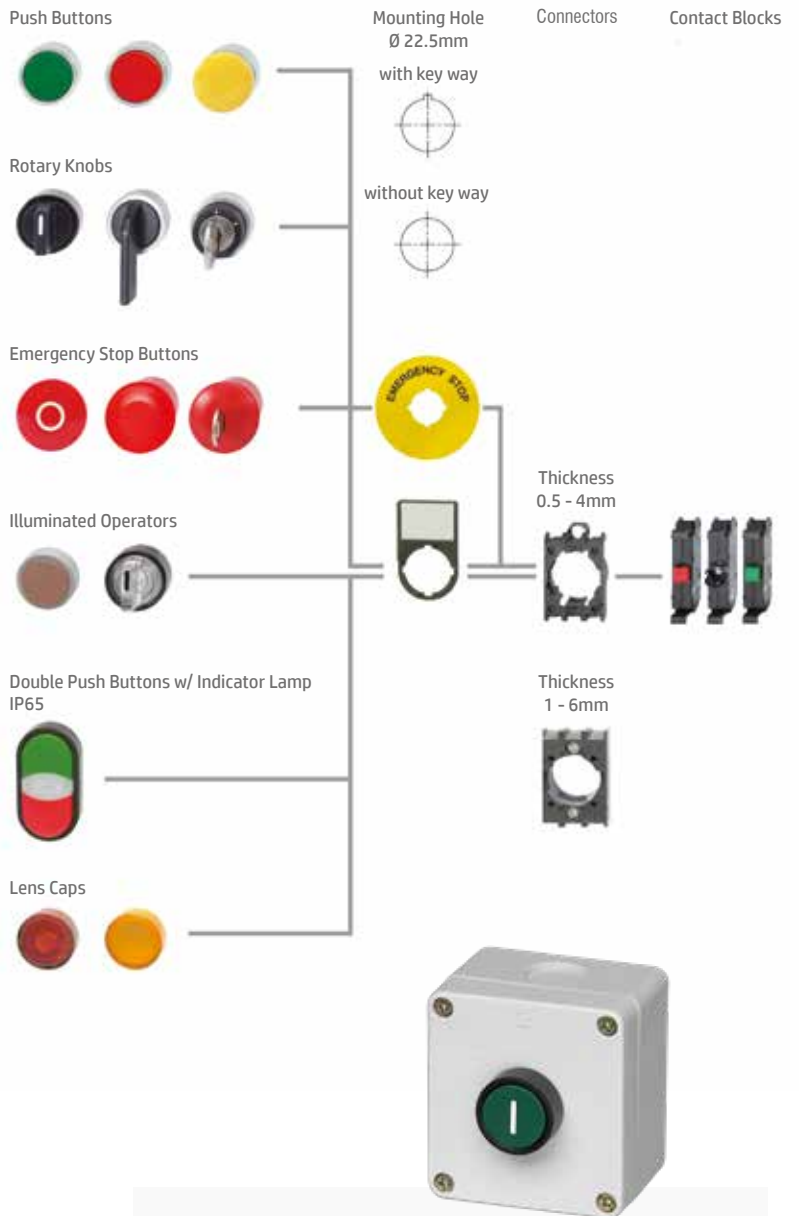 Push Buttons
Mounting Hole
Ø 22.5mm
with key way
without key way
Connectors
Contact Blocks
Rotary Knobs
Emergency Stop Buttons
EMERGENCY STOP
Thickness
0.5 - 4mm
Illuminated Operators
Double Push Buttons w/ Indicator Lamp
IP65
Thickness
1 - 6mm
Lens Caps